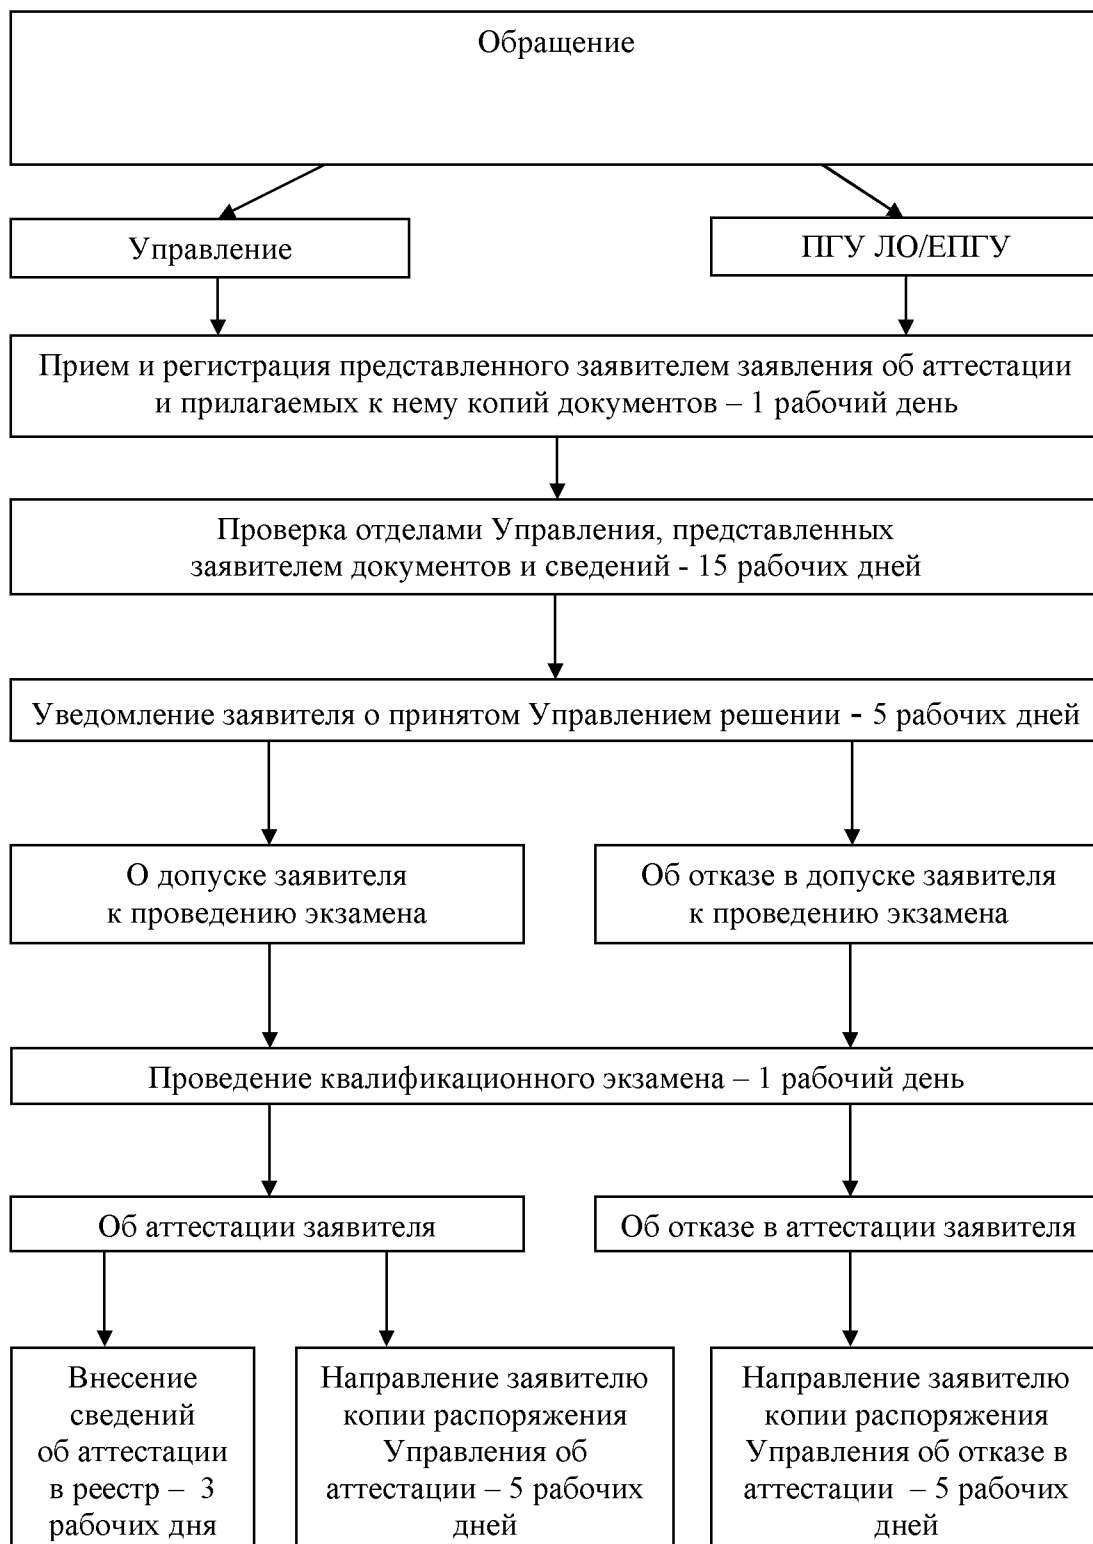 Обращение
Управление
ПГУ ЛО/ЕПГУ
Прием и регистрация представленного заявителем заявления об аттестации
и прилагаемых к нему копий документов – 1 рабочий день
Проверка отделами Управления, представленных
заявителем документов и сведений - 15 рабочих дней
Уведомление заявителя о принятом Управлением решении - 5 рабочих дней
О допуске заявителя
к проведению экзамена
Об отказе в допуске заявителя
к проведению экзамена
Проведение квалификационного экзамена – 1 рабочий день
Об аттестации заявителя
Об отказе в аттестации заявителя
Внесение
сведений
об аттестации
в реестр – 3
рабочих дня
Направление заявителю
копии распоряжения
Управления об
аттестации – 5 рабочих
дней
Направление заявителю
копии распоряжения
Управления об отказе в
аттестации – 5 рабочих
дней